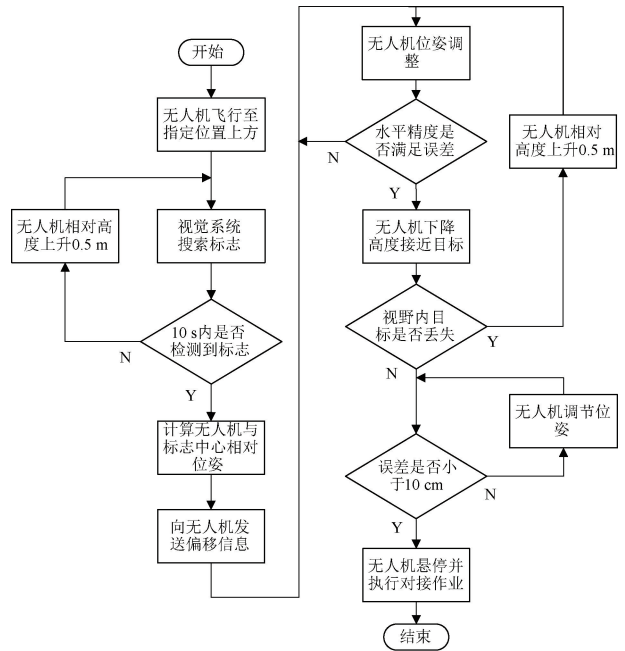 开始
无人机飞行至
指定位置上方
无人机相对高
度上升0.5 m
视觉系统
搜索标志
10 s内是否
检测到标志
N
Y
计算无人机与
标志中心相对
位姿
向无人机发
送偏移信息
无人机位姿调
整
水平精度是
否满足误差
N
Y
无人机相对
高度上升0.5 m
无人机下降
高度接近目标
视野内目
标是否丢失
Y
N
无人机调节位
姿
误差是否小
于10 cm
N
Y
无人机悬停并
执行对接作业
结束